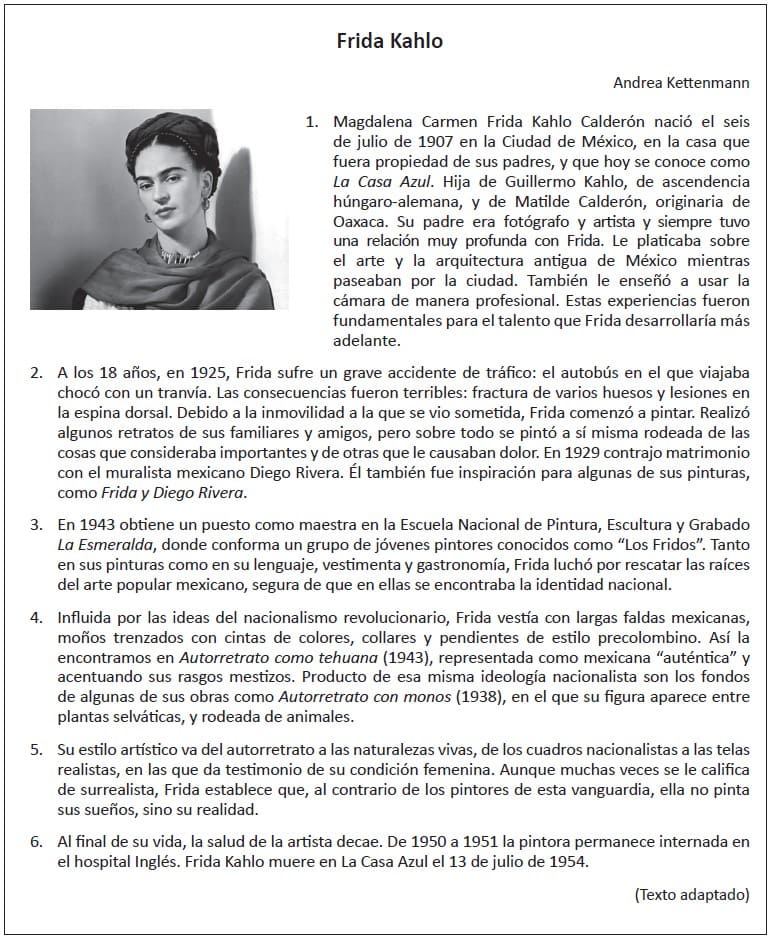 Frida Kahlo
Andrea Kettenmann
1. Magdalena Carmen Frida Kahlo Calderón nació el seis
de julio de 1907 en la Ciudad de México, en la casa que
fuera propiedad de sus padres, y que hoy se conoce como
La Casa Azul. Hija de Guillermo Kahlo, de ascendencia
húngaro-alemana, y de Matilde Calderón, originaria de
Oaxaca. Su padre era fotógrafo y artista y siempre tuvo
una relación muy profunda con Frida. Le platicaba sobre
el arte y la arquitectura antigua de México mientras
paseaban por la ciudad. También le enseñó a usar la
cámara de manera profesional. Estas experiencias fueron
fundamentales para el talento que Frida desarrollaría más
adelante.
2. A los 18 años, en 1925, Frida sufre un grave accidente de tráfico: el autobús en el que viajaba
chocó con un tranvía. Las consecuencias fueron terribles: fractura de varios huesos y lesiones en
la espina dorsal. Debido a la inmovilidad a la que se vio sometida, Frida comenzó a pintar. Realizó
algunos retratos de sus familiares y amigos, pero sobre todo se pintó a sí misma rodeada de las
cosas que consideraba importantes y de otras que le causaban dolor. En 1929 contrajo matrimonio
con el muralista mexicano Diego Rivera. Él también fue inspiración para algunas de sus pinturas,
como Frida y Diego Rivera.
3. En 1943 obtiene un puesto como maestra en la Escuela Nacional de Pintura, Escultura y Grabado
La Esmeralda, donde conforma un grupo de jóvenes pintores conocidos como “Los Fridos”. Tanto
en sus pinturas como en su lenguaje, vestimenta y gastronomía, Frida luchó por rescatar las raíces
del arte popular mexicano, segura de que en ellas se encontraba la identidad nacional.
4. Influida por las ideas del nacionalismo revolucionario, Frida vestía con largas faldas mexicanas,
moños trenzados con cintas de colores, collares y pendientes de estilo precolombino. Así la
encontramos en Autorretrato como tehuana (1943), representada como mexicana “auténtica” y
acentuando sus rasgos mestizos. Producto de esa misma ideología nacionalista son los fondos
de algunas de sus obras como Autorretrato con monos (1938), en el que su figura aparece entre
plantas selváticas, y rodeada de animales.
5. Su estilo artístico va del autorretrato a las naturalezas vivas, de los cuadros nacionalistas a las telas
realistas, en las que da testimonio de su condición femenina. Aunque muchas veces se le califica
de surrealista, Frida establece que, al contrario de los pintores de esta vanguardia, ella no pinta
sus sueños, sino su realidad.
6. Al final de su vida, la salud de la artista decae. De 1950 a 1951 la pintora permanece internada en
el hospital Inglés. Frida Kahlo muere en La Casa Azul el 13 de julio de 1954.
(Texto adaptado)